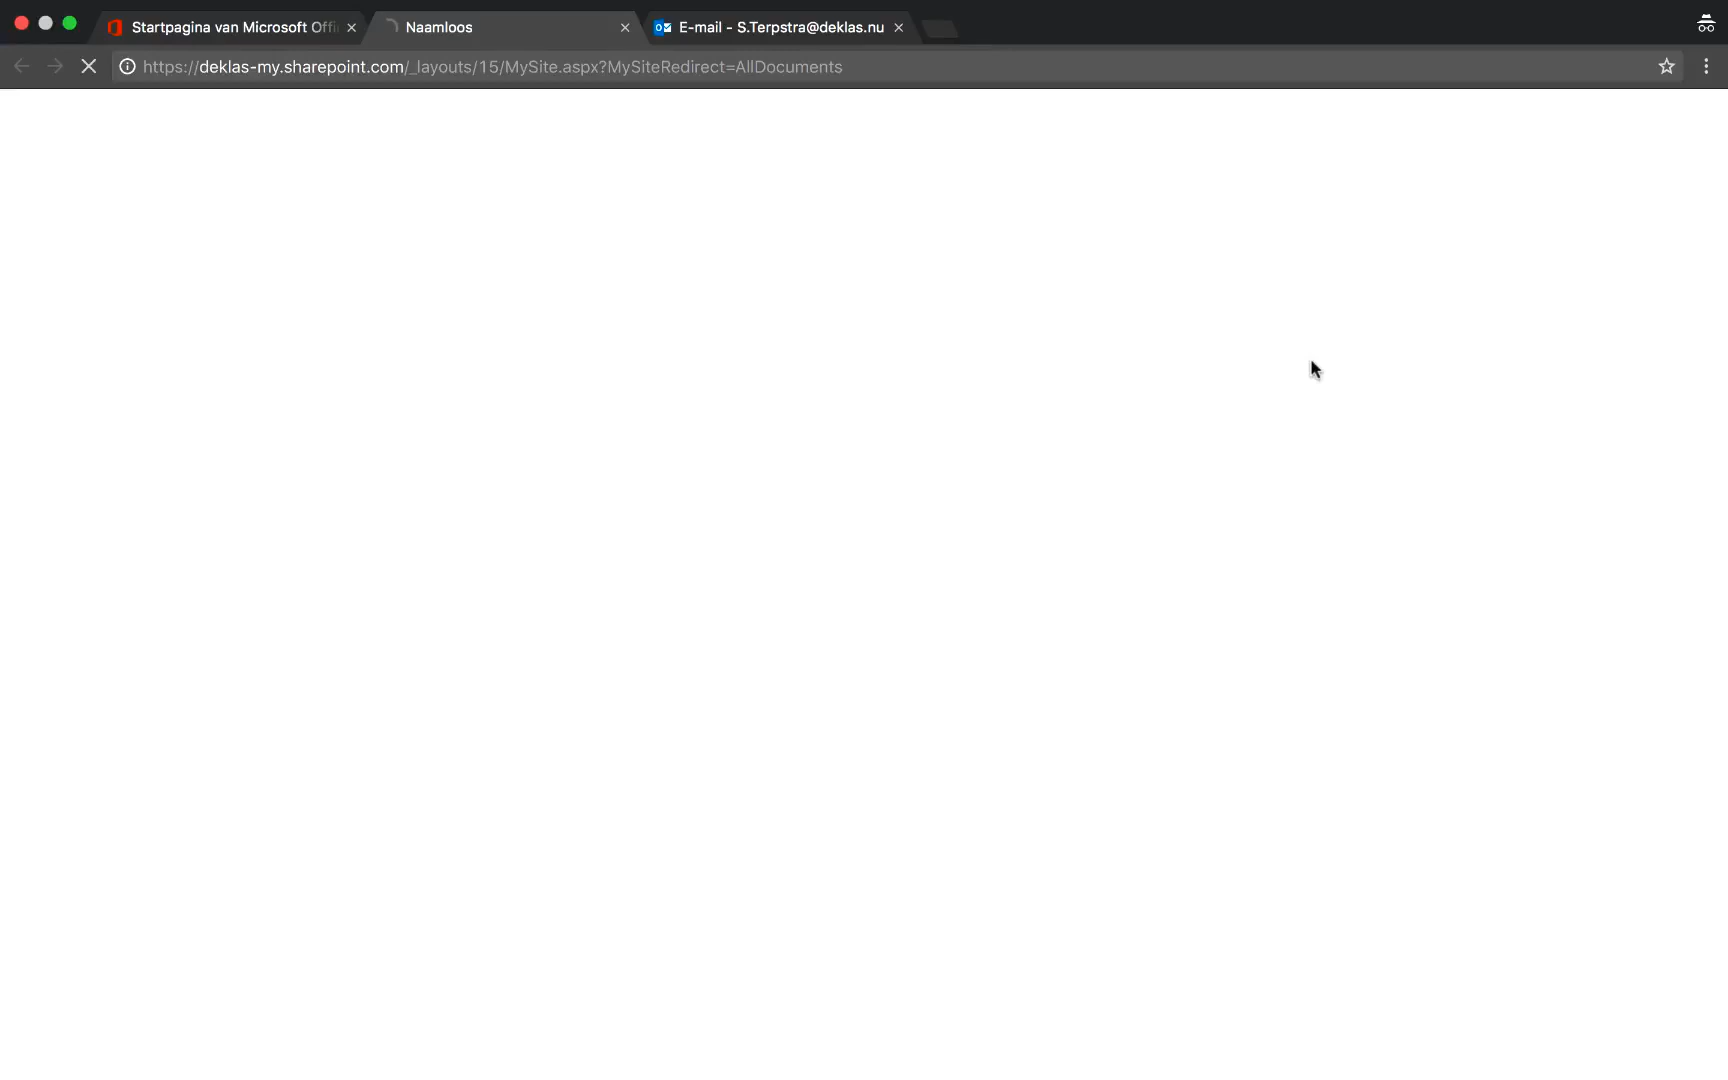 Startpagina van Microsoft Offi
Naamloos
E-mail - S.Terpstra@deklas.nu
https://deklas-my.sharepoint.com/_layouts/15/MySite.aspx?MySiteRedirect=AllDocuments